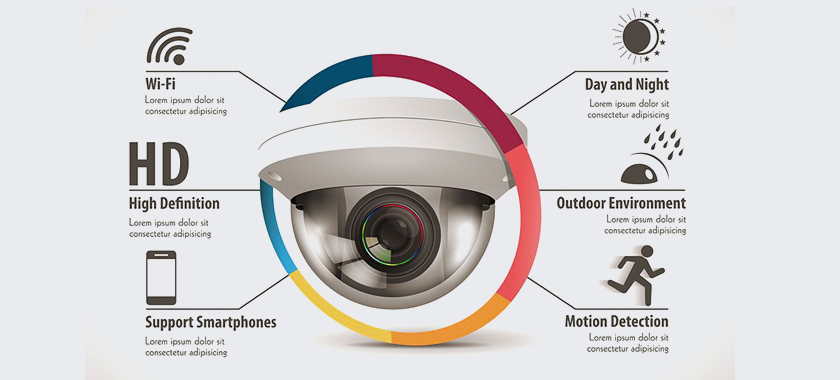 Wi-Fi
Lorem ipsum dolor sit
consectetur adipisicing
HD
High Definition
Lorem ipsum dolor sit
consectetur adipisicing
Support Smartphones
Lorem ipsum dolor sit
consectetur adipisicing
Day and Night
Lorem ipsum dolor sit
consectetur adipisicing
Outdoor Environment
Lorem ipsum dolor sit
consectetur adipisicing
Motion Detection
Lorem ipsum dolor sit
consectetur adipisicing